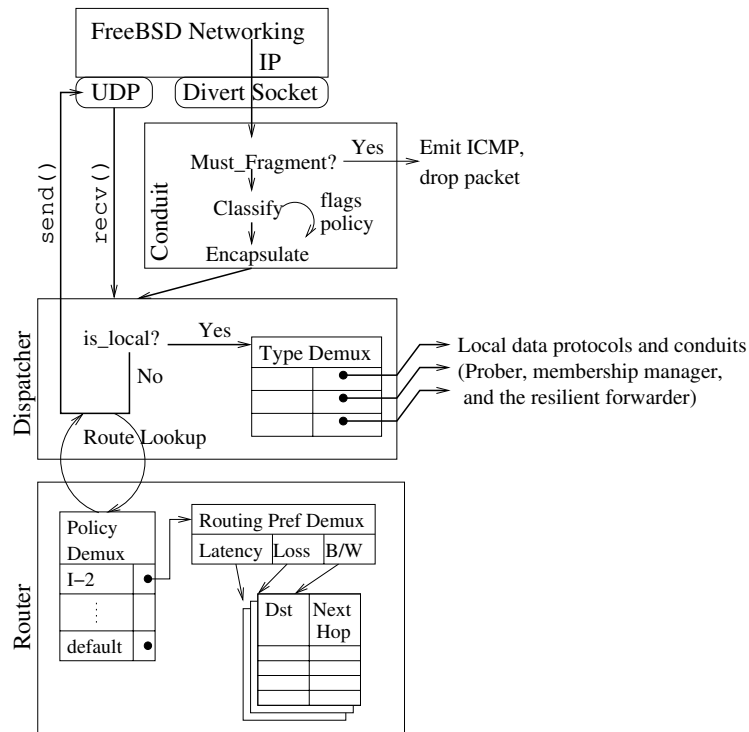 FreeBSD Networking
IP
UDP
Divert Socket
send()
recv()
Conduit
Must_Fragment?
Yes
Emit ICMP,
drop packet
Classify
flags
policy
Encapsulate
Dispatcher
is_local?
Yes
No
Type Demux
Local data protocols and conduits
(Prober, membership manager,
and the resilient forwarder)
Route Lookup
Router
Policy
Demux
I−2
default
Routing Pref Demux
Latency
Loss
B/W
Dst
Next
Hop